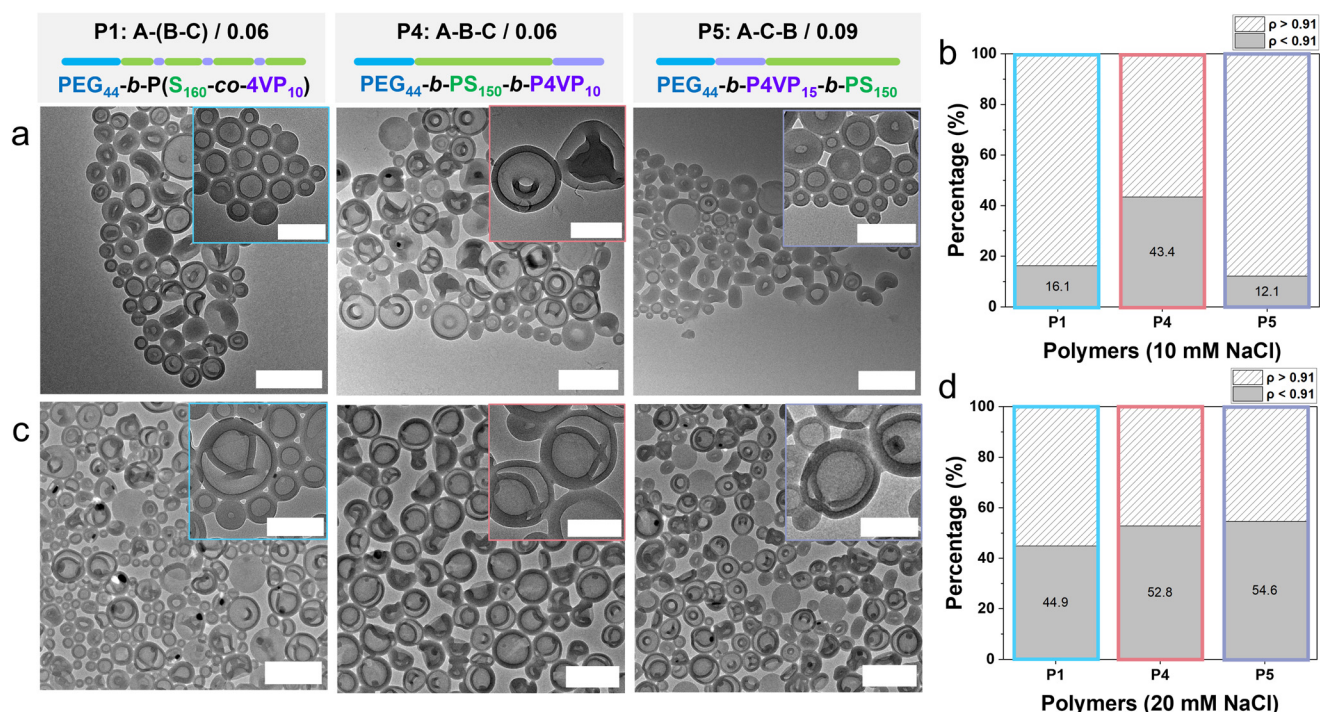 P1: A-(B-C) / 0.06
PEG₄₄-b-P(S₁₆₀-co-4VP₁₀)
P4: A-B-C / 0.06
PEG₄₄-b-PS₁₅₀-b-P4VP₁₀
P5: A-C-B / 0.09
PEG₄₄-b-P4VP₁₅-b-PS₁₅₀
a
c
b
ρ > 0.91
ρ < 0.91
100
80
60
40
20
0
Percentage (%)
16.1
43.4
12.1
P1
P4
P5
Polymers (10 mM NaCl)
d
ρ > 0.91
ρ < 0.91
100
80
60
40
20
0
Percentage (%)
44.9
52.8
54.6
P1
P4
P5
Polymers (20 mM NaCl)